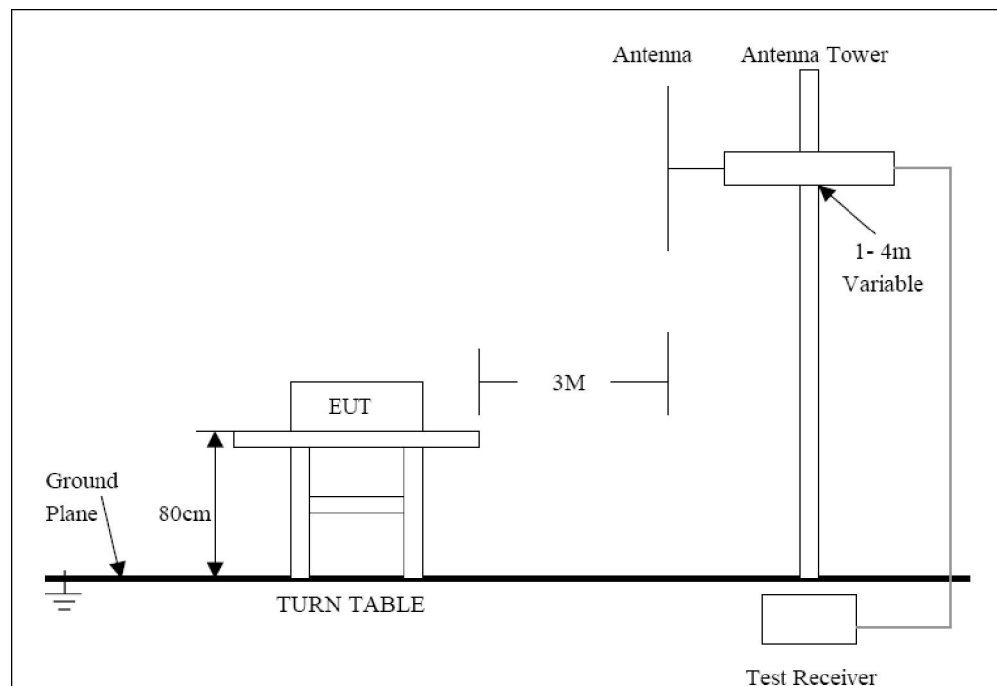 Antenna
Antenna Tower
1- 4m
Variable
3M
EUT
Ground
Plane
80cm
TURN TABLE
Test Receiver